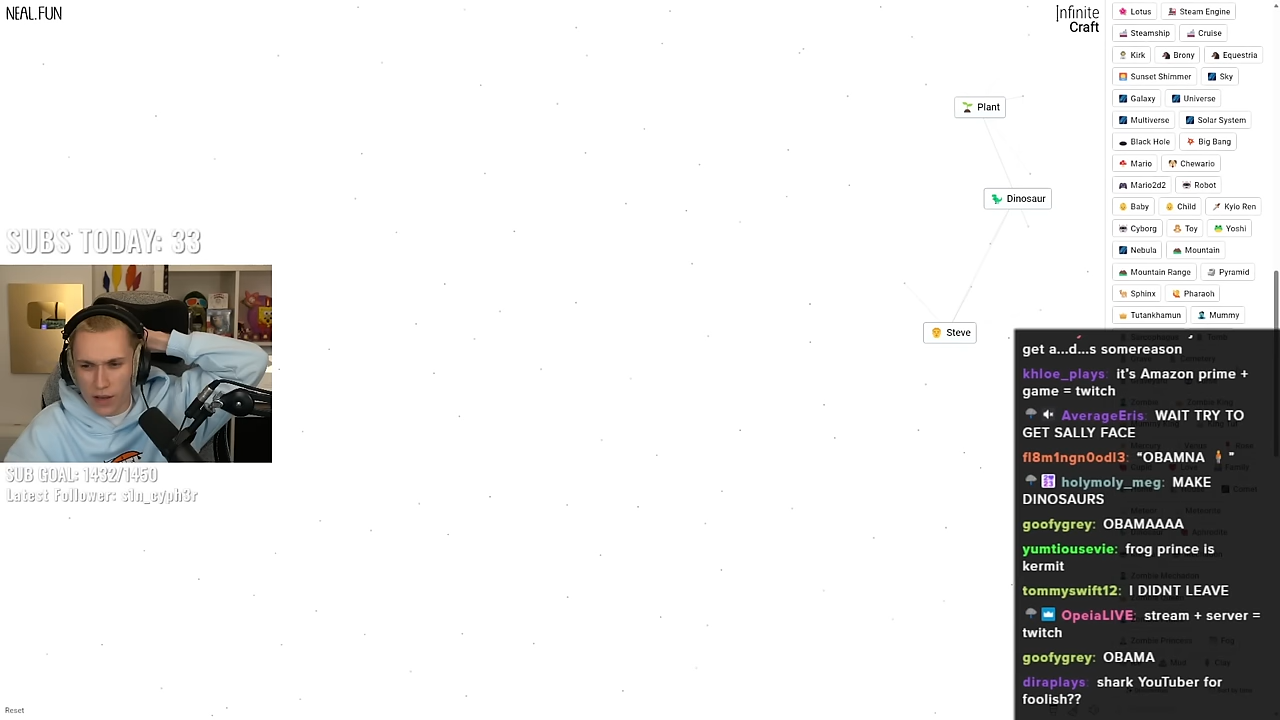 NEAL.FUN
Infinite
Craft
Plant
Dinosaur
Steve
SUBS TODAY: 33
SUB GOAL: 1432/1450
Latest Follower: s1n_cyph3r
Reset
Lotus Steam Engine
Steamship Cruise
Kirk Brony Equestria
Sunset Shimmer Sky
Galaxy Universe
Multiverse Solar System
Black Hole Big Bang
Mario Chewario
Mario2d2 Robot
Baby Child Kylo Ren
Cyborg Toy Yoshi
Nebula Mountain
Mountain Range Pyramid
Sphinx Pharaoh
Tutankhamun Mummy
get a...d...s somereason
khloe_plays: it's Amazon prime +
game = twitch
AverageEris: WAIT TRY TO
GET SALLY FACE
fl8m1ngn0odl3: "OBAMNA 🧍"
holymoly_meg: MAKE
DINOSAURS
goofygrey: OBAMAAAA
yumtiousevie: frog prince is
kermit
tommyswift12: I DIDNT LEAVE
OpeiaLIVE: stream + server =
twitch
goofygrey: OBAMA
diraplays: shark YouTuber for
foolish??